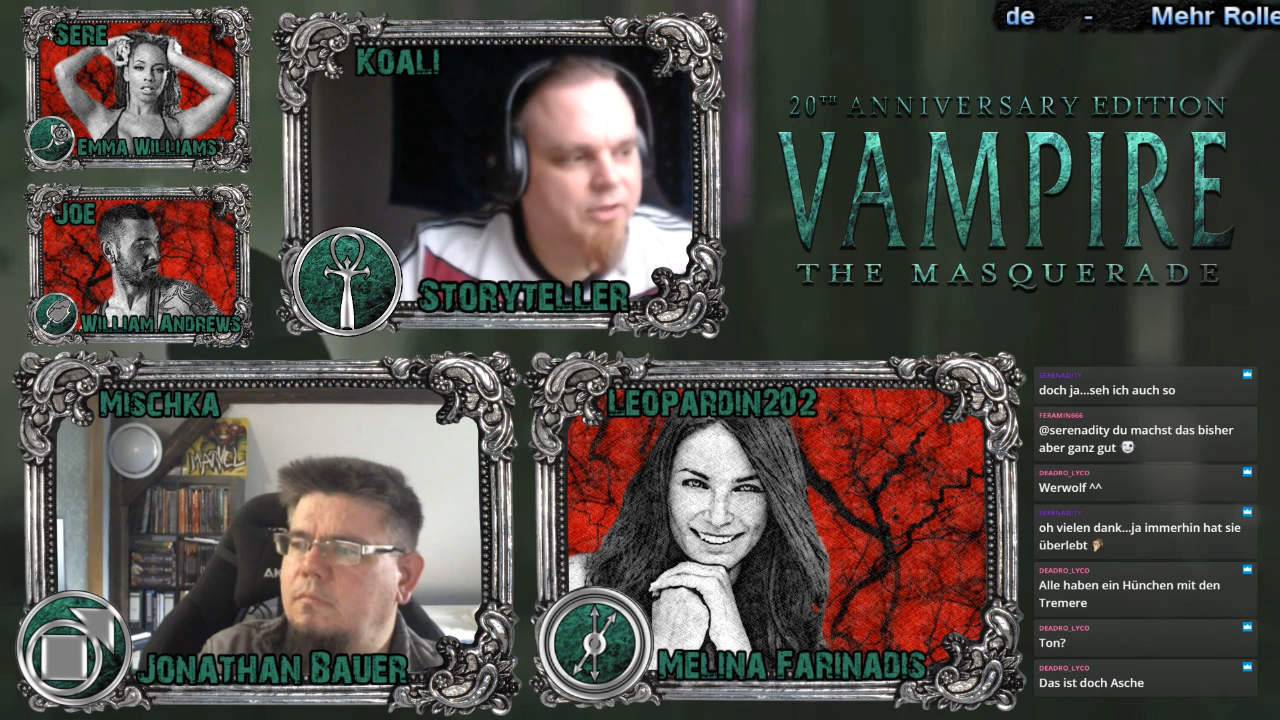 de - Mehr Rolle
SERE
EMMA WILLIAMS
JOE
WILLIAM ANDREWS
KOALI
STORYTELLER
20TH ANNIVERSARY EDITION
VAMPIRE
THE MASQUERADE
MISCHKA
JONATHAN BAUER
LEOPARDIN202
MELINA FARINADIS
SERENADITY
doch ja...seh ich auch so
FERAMIN666
@serenadity du machst das bisher
aber ganz gut
DEADRO_LYCO
Werwolf ^^
SERENADITY
oh vielen dank...ja immerhin hat sie
überlebt
DEADRO_LYCO
Alle haben ein Hünchen mit den
Tremere
DEADRO_LYCO
Ton?
DEADRO_LYCO
Das ist doch Asche